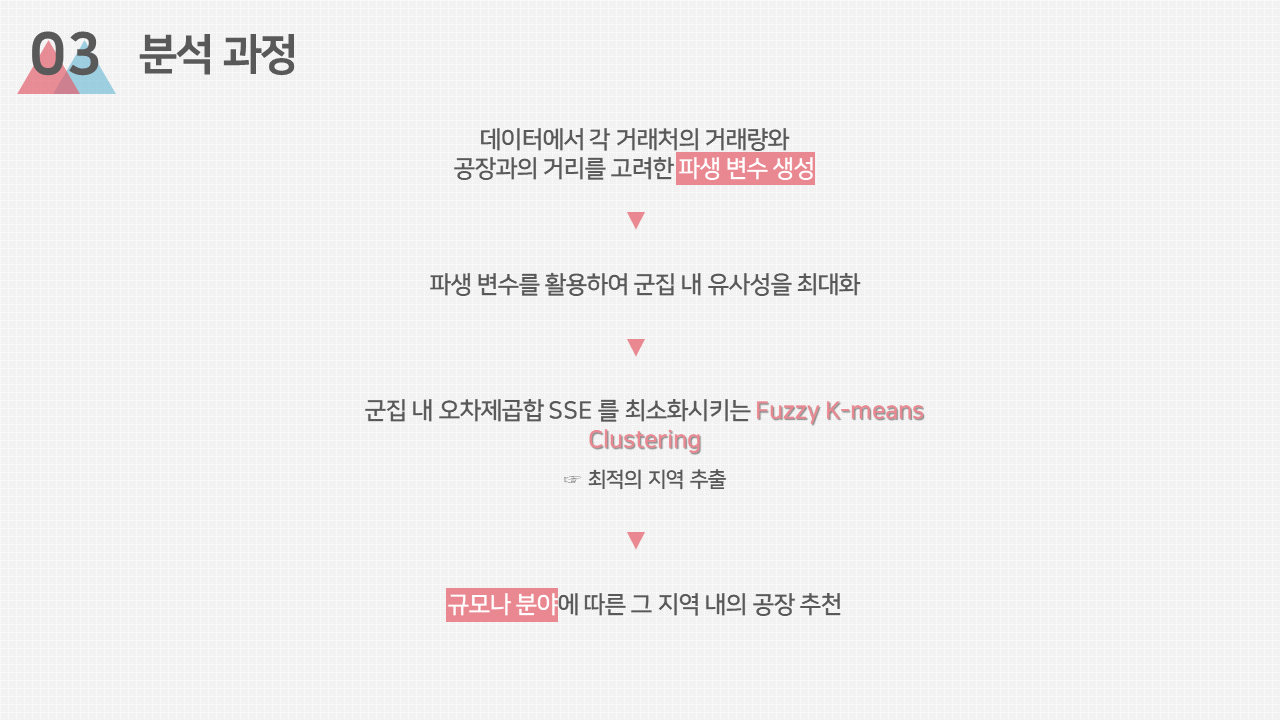 03 분석 과정
데이터에서 각 거래처의 거래량와
공장과의 거리를 고려한 파생 변수 생성
▼
파생 변수를 활용하여 군집 내 유사성을 최대화
▼
군집 내 오차제곱합 SSE 를 최소화시키는 Fuzzy K-means
Clustering
☞ 최적의 지역 추출
▼
규모나 분야에 따른 그 지역 내의 공장 추천